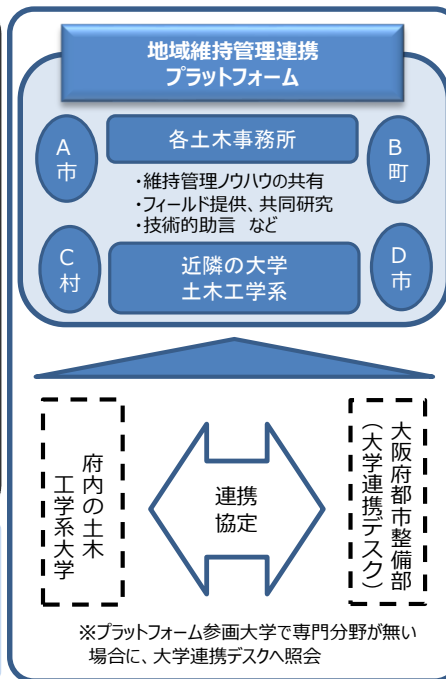 地域維持管理連携
プラットフォーム
A市
各土木事務所
B町
・維持管理ノウハウの共有
・フィールド提供、共同研究
・技術的助言　など
C村
近隣の大学
土木工学系
D市
府内の土木
工学系大学
連携
協定
大阪府都市整備部
（大学連携デスク）
※プラットフォーム参画大学で専門分野が無い
場合に、大学連携デスクへ照会